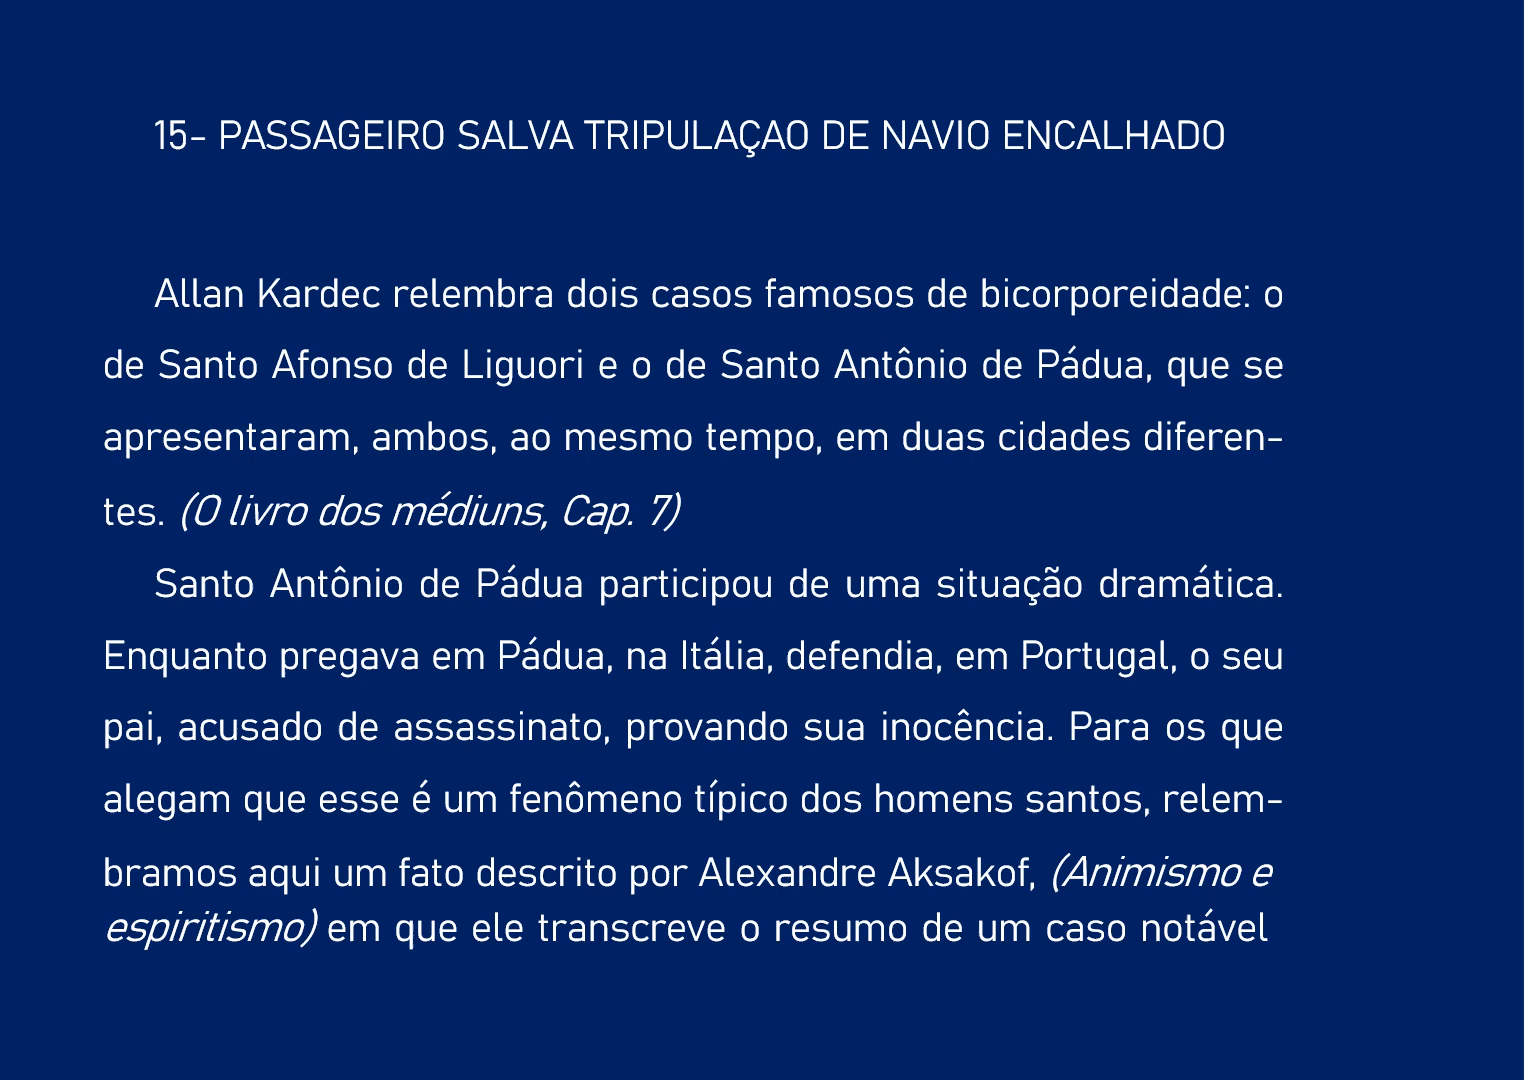 15- PASSAGEIRO SALVA TRIPULAÇAO DE NAVIO ENCALHADO
Allan Kardec relembra dois casos famosos de bicorporeidade: o
de Santo Afonso de Liguori e o de Santo Antônio de Pádua, que se
apresentaram, ambos, ao mesmo tempo, em duas cidades diferen-
tes. (O livro dos médiuns, Cap. 7)
Santo Antônio de Pádua participou de uma situação dramática.
Enquanto pregava em Pádua, na Itália, defendia, em Portugal, o seu
pai, acusado de assassinato, provando sua inocência. Para os que
alegam que esse é um fenômeno típico dos homens santos, relem-
bramos aqui um fato descrito por Alexandre Aksakof, (Animismo e
espiritismo) em que ele transcreve o resumo de um caso notável